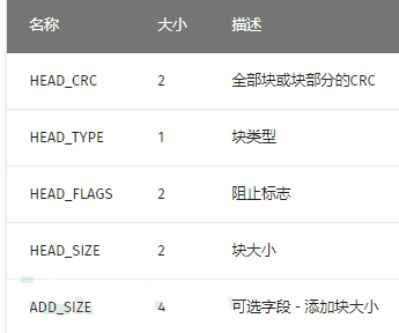 名称 大小 描述
HEAD_CRC 2 全部块或块部分的CRC
HEAD_TYPE 1 块类型
HEAD_FLAGS 2 阻止标志
HEAD_SIZE 2 块大小
ADD_SIZE 4 可选字段 - 添加块大小